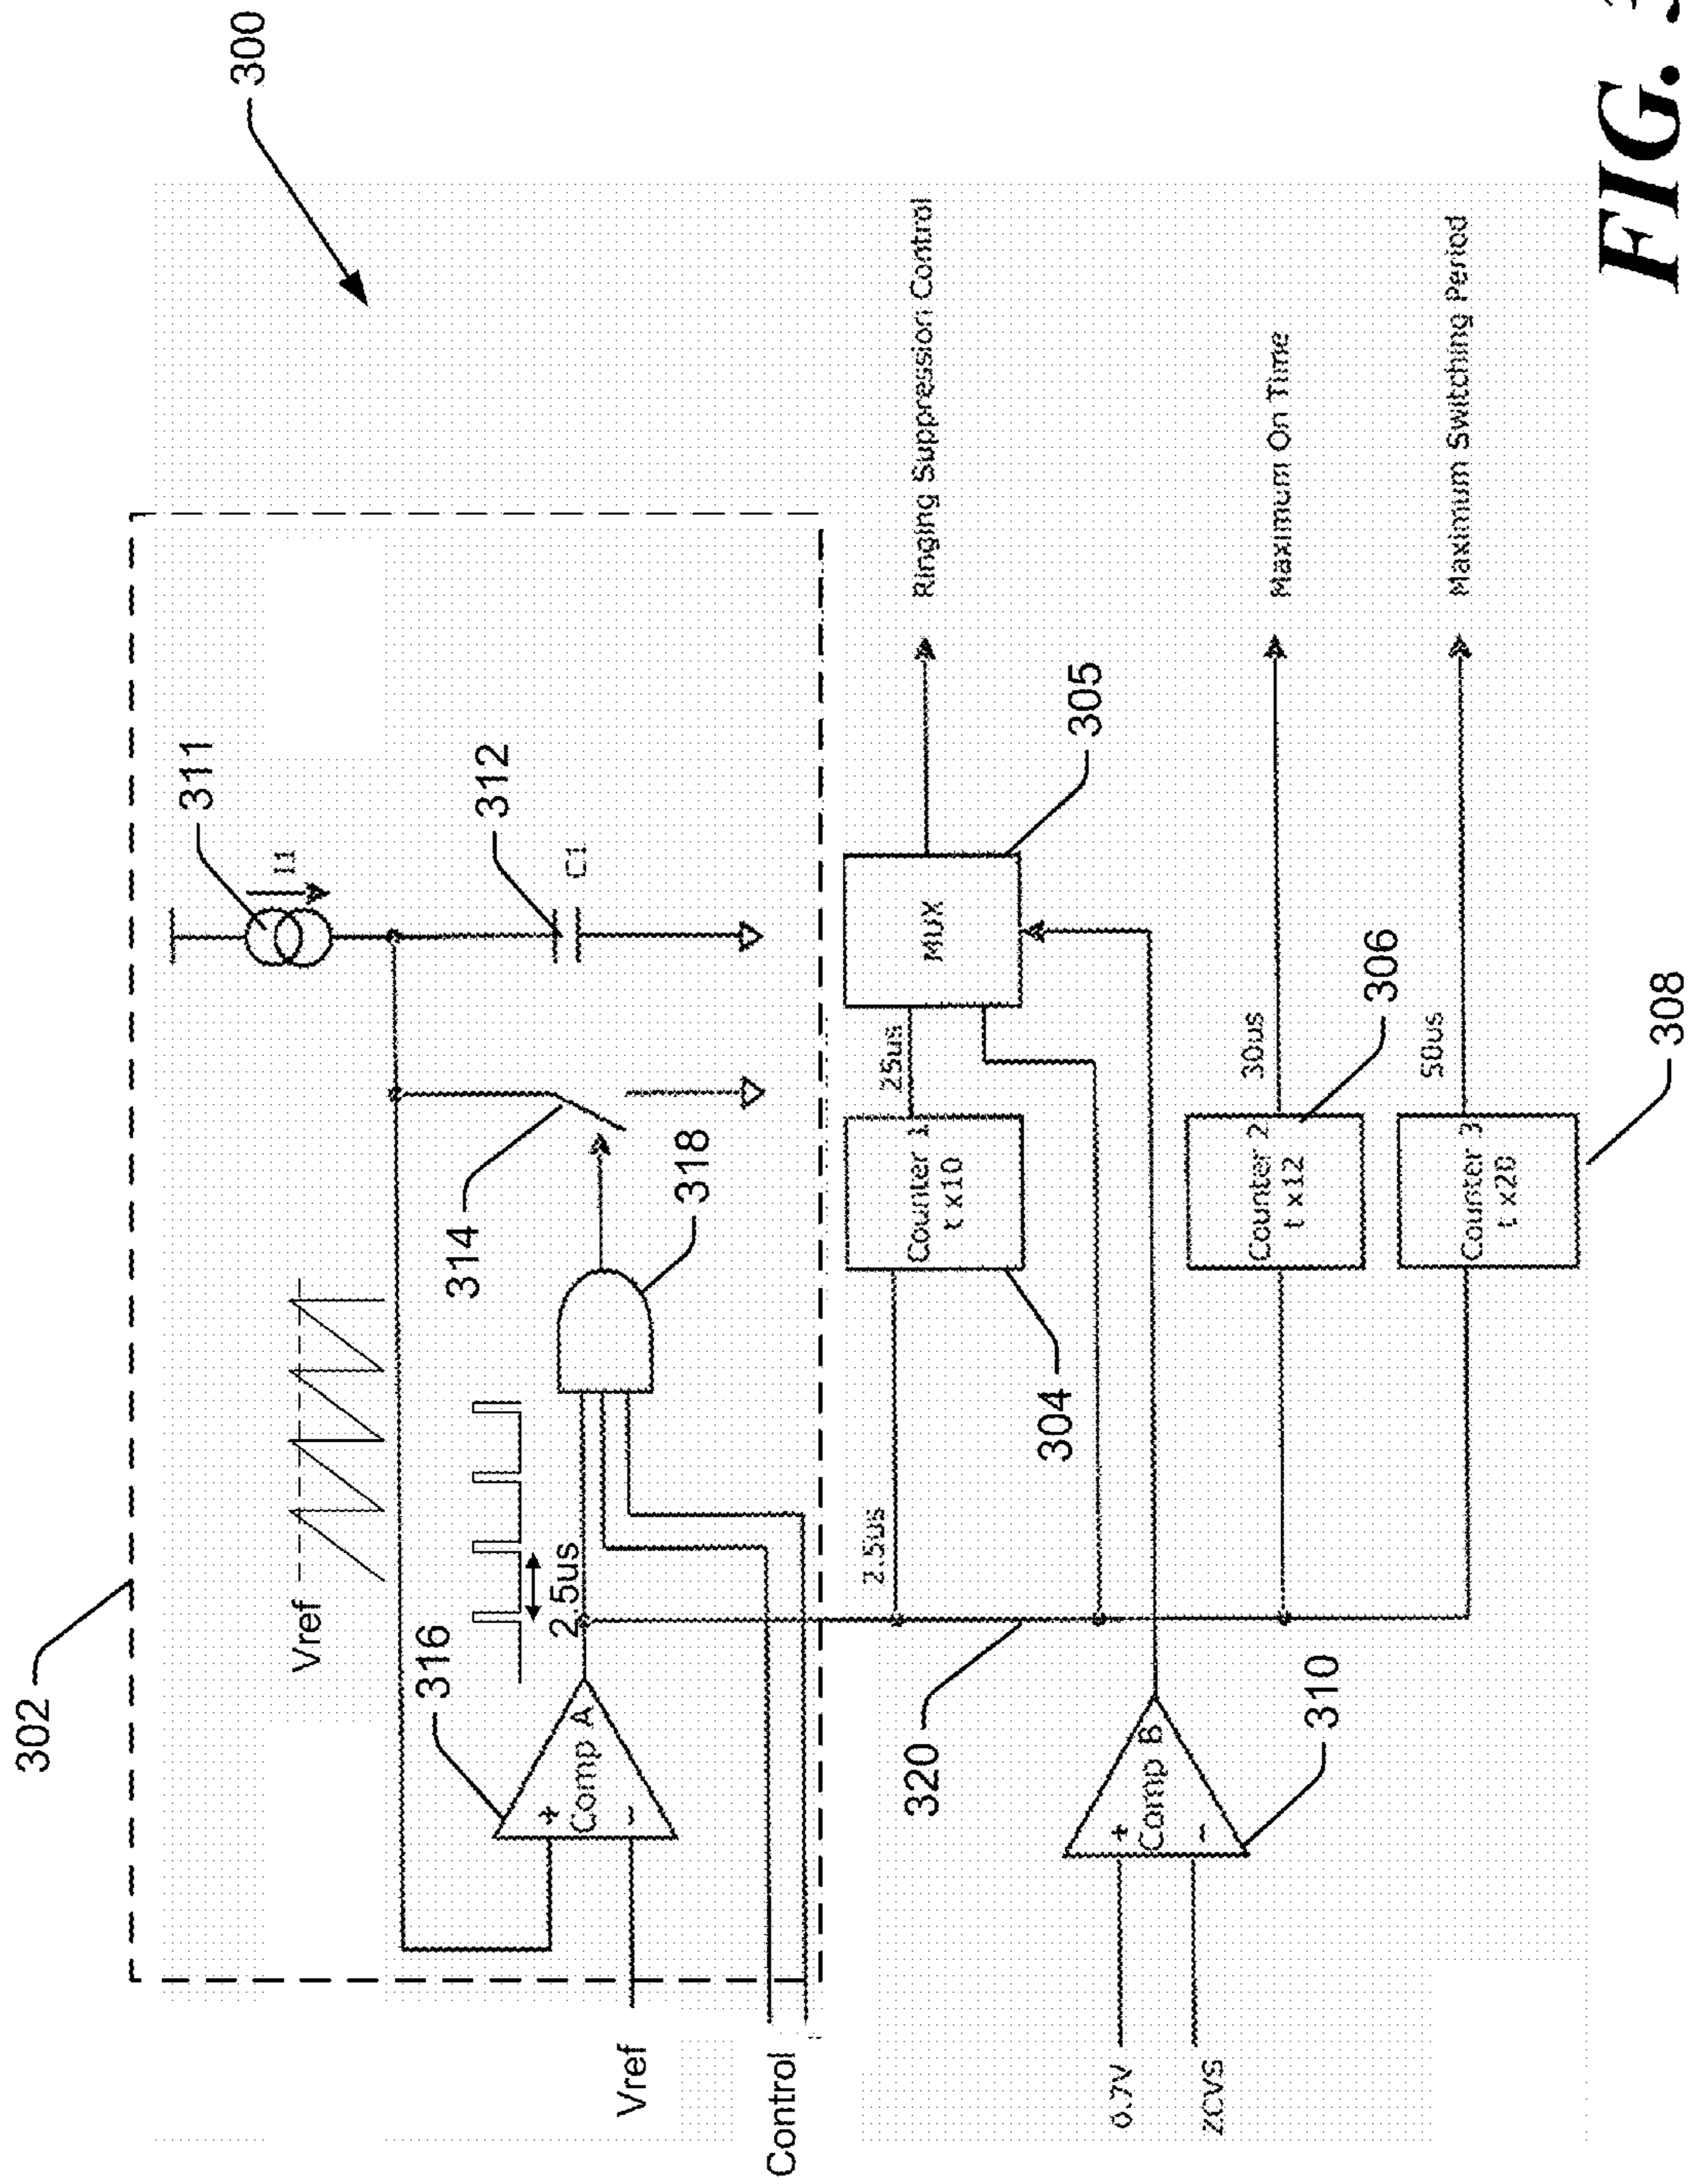 302
300
311
I1
Vref
316
314
312
2.5us
C1
+
Comp A
-
Vref
318
Control
2.5us
25us
Counter 1
t x10
MUX
Ringing Suppression Control
320
304
305
0.7V
+
Comp B
-
ZCVS
310
30us
Counter 2
t x12
Maximum On Time
306
50us
Counter 3
t x20
Maximum Switching Period
308
FIG. 3